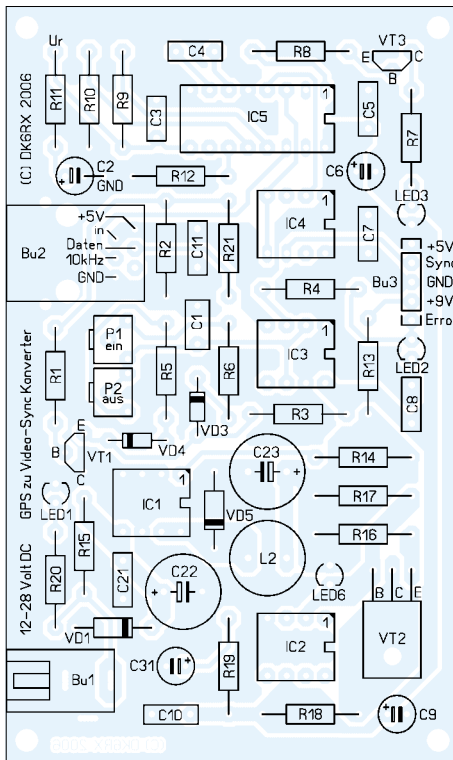 Ur
C4
R8
VT3
E
C
B
R11
R10
R9
C3
1
IC5
C5
R7
(C) DK6RX 2006
+
C2
GND
R12
C6
+
LED3
1
IC4
C7
Bu2
+5V
in
Daten
10kHz
GND
R2
C11
R21
+5V
Sync
GND
+9V
Error
Bu3
R4
C1
P1
ein
P2
aus
R1
R5
R6
1
IC3
R13
LED2
VD3
R3
C8
GPS zu Video-Sync Konverter
E
B
C
VT1
VD4
C23
+
R14
LED1
R15
1
IC1
VD5
R17
R16
L2
R20
C21
C22
+
LED6
B
C
E
VT2
12-28 Volt DC
VD1
1
IC2
Bu1
C31
+
R19
C10
R18
+
C9